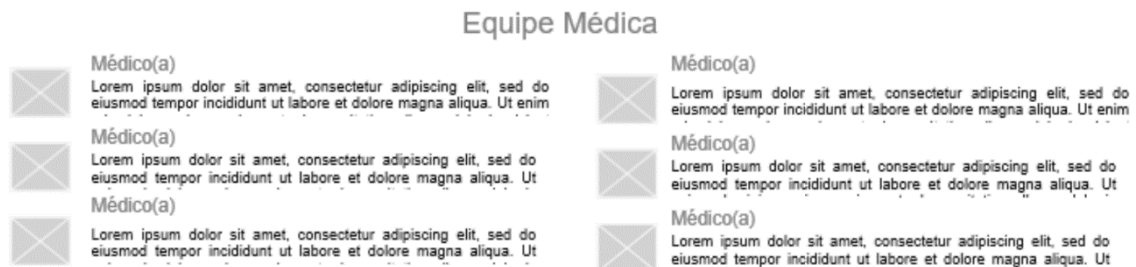 Equipe Médica
Médico(a)
Lorem ipsum dolor sit amet, consectetur adipiscing elit, sed do
eiusmod tempor incididunt ut labore et dolore magna aliqua. Ut enim
Médico(a)
Lorem ipsum dolor sit amet, consectetur adipiscing elit, sed do
eiusmod tempor incididunt ut labore et dolore magna aliqua. Ut
Médico(a)
Lorem ipsum dolor sit amet, consectetur adipiscing elit, sed do
eiusmod tempor incididunt ut labore et dolore magna aliqua. Ut
Médico(a)
Lorem ipsum dolor sit amet, consectetur adipiscing elit, sed do
eiusmod tempor incididunt ut labore et dolore magna aliqua. Ut enim
Médico(a)
Lorem ipsum dolor sit amet, consectetur adipiscing elit, sed do
eiusmod tempor incididunt ut labore et dolore magna aliqua. Ut
Médico(a)
Lorem ipsum dolor sit amet, consectetur adipiscing elit, sed do
eiusmod tempor incididunt ut labore et dolore magna aliqua. Ut